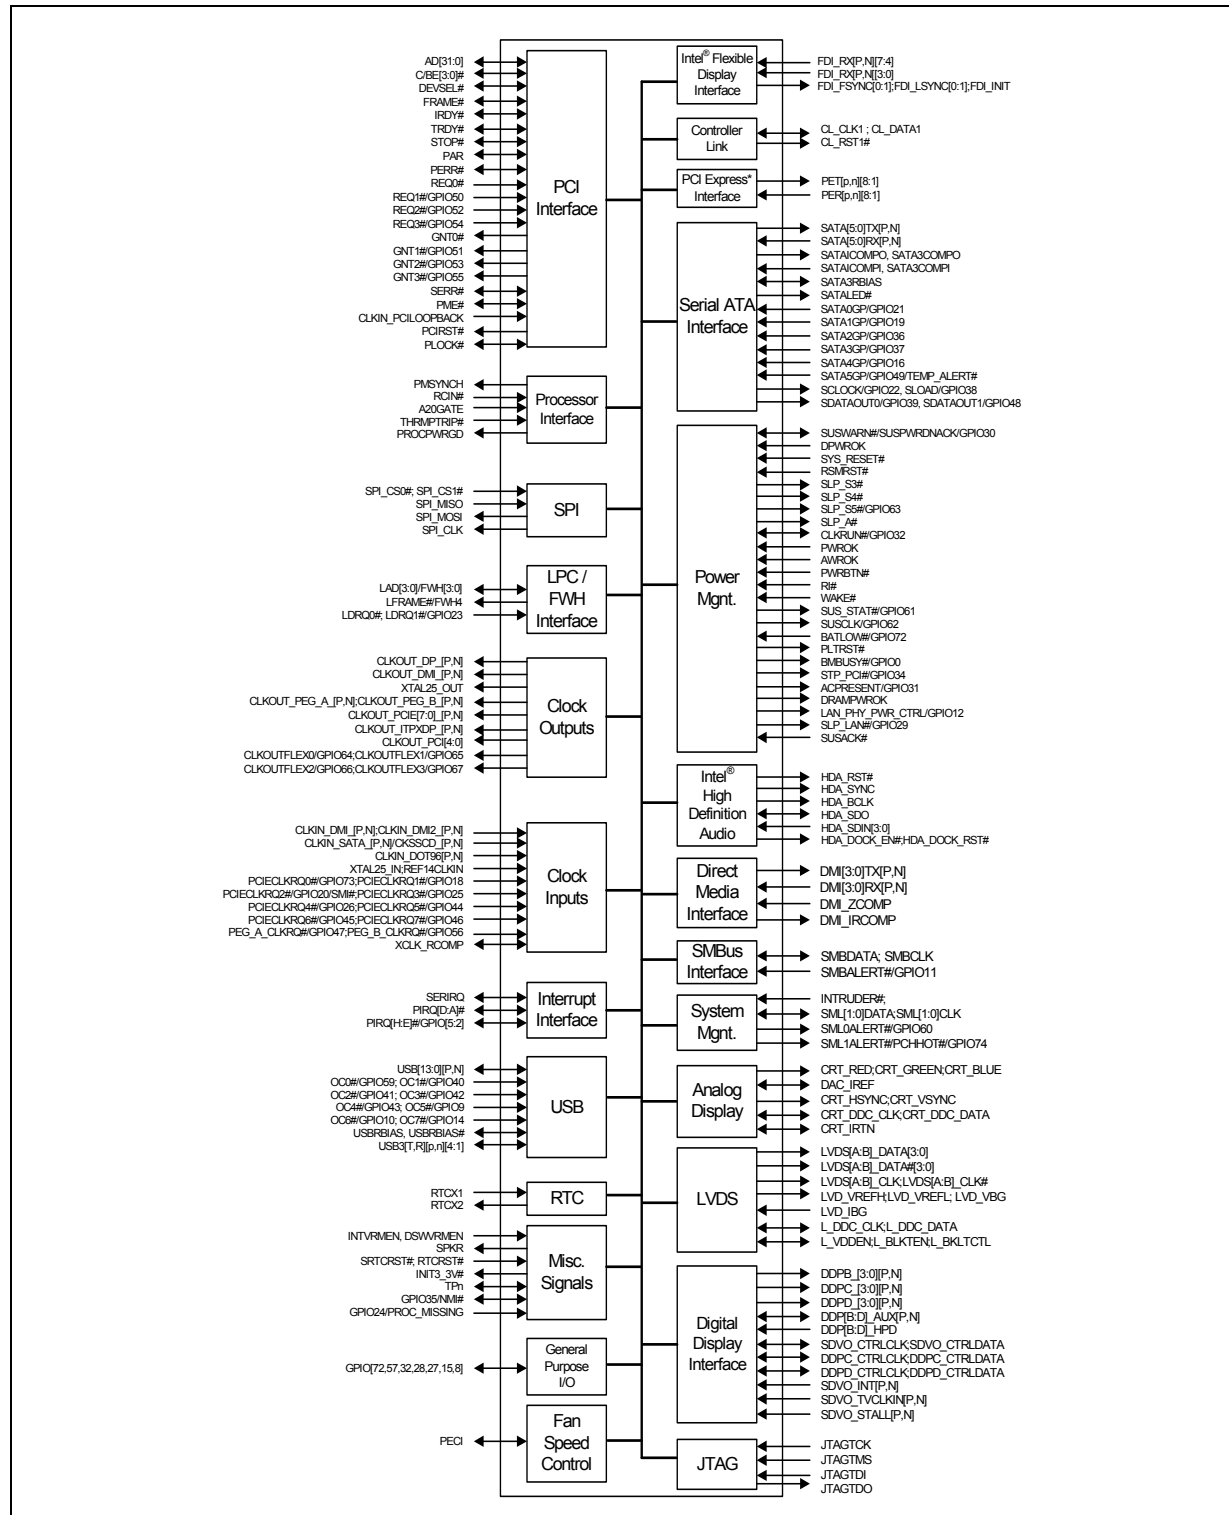 AD[31:0]
C/BE[3:0]#
DEVSEL#
FRAME#
IRDY#
TRDY#
STOP#
PAR
PERR#
REQ0#
REQ1#/GPIO50
REQ2#/GPIO52
REQ3#/GPIO54
GNT0#
GNT1#/GPIO51
GNT2#/GPIO53
GNT3#/GPIO55
SERR#
PME#
CLKIN_PCILOOPBACK
PCIRST#
PLOCK#
PCI
Interface
PMSYNCH
RCIN#
A20GATE
THRMPTRIP#
PROCPWRGD
Processor
Interface
SPI_CS0#; SPI_CS1#
SPI_MISO
SPI_MOSI
SPI_CLK
SPI
LAD[3:0]/FWH[3:0]
LFRAME#/FWH4
LDRQ0#; LDRQ1#/GPIO23
LPC /
FWH
Interface
CLKOUT_DP_[P,N]
CLKOUT_DMI_[P,N]
XTAL25_OUT
CLKOUT_PEG_A_[P,N];CLKOUT_PEG_B_[P,N]
CLKOUT_PCIE[7:0]_[P,N]
CLKOUT_ITPXDP_[P,N]
CLKOUT_PCI[4:0]
CLKOUTFLEX0/GPIO64;CLKOUTFLEX1/GPIO65
CLKOUTFLEX2/GPIO66;CLKOUTFLEX3/GPIO67
Clock
Outputs
CLKIN_DMI_[P,N];CLKIN_DMI2_[P,N]
CLKIN_SATA_[P,N]/CKSSCD_[P,N]
CLKIN_DOT96[P,N]
XTAL25_IN;REF14CLKIN
PCIECLKRQ0#/GPIO73;PCIECLKRQ1#/GPIO18
PCIECLKRQ2#/GPIO20/SMI#;PCIECLKRQ3#/GPIO25
PCIECLKRQ4#/GPIO26;PCIECLKRQ5#/GPIO44
PCIECLKRQ6#/GPIO45;PCIECLKRQ7#/GPIO46
PEG_A_CLKRQ#/GPIO47;PEG_B_CLKRQ#/GPIO56
XCLK_RCOMP
Clock
Inputs
SERIRQ
PIRQ[D:A]#
PIRQ[H:E]#/GPIO[5:2]
Interrupt
Interface
USB[13:0][P,N]
OC0#/GPIO59; OC1#/GPIO40
OC2#/GPIO41; OC3#/GPIO42
OC4#/GPIO43; OC5#/GPIO9
OC6#/GPIO10; OC7#/GPIO14
USBRBIAS, USBRBIAS#
USB3[T,R][p,n][4:1]
USB
RTCX1
RTCX2
RTC
INTVRMEN, DSWVRMEN
SPKR
SRTCRST#; RTCRST#
INIT3_3V#
TPn
GPIO35/NMI#
GPIO24/PROC_MISSING
Misc.
Signals
GPIO[72,57,32,28,27,15,8]
General
Purpose
I/O
PECI
Fan
Speed
Control
Intel® Flexible
Display
Interface
FDI_RX[P,N][7:4]
FDI_RX[P,N][3:0]
FDI_FSYNC[0:1];FDI_LSYNC[0:1];FDI_INIT
Controller
Link
CL_CLK1 ; CL_DATA1
CL_RST1#
PCI Express*
Interface
PET[p,n][8:1]
PER[p,n][8:1]
Serial ATA
Interface
SATA[5:0]TX[P,N]
SATA[5:0]RX[P,N]
SATAICOMPO, SATA3COMPO
SATAICOMPI, SATA3COMPI
SATA3RBIAS
SATALED#
SATA0GP/GPIO21
SATA1GP/GPIO19
SATA2GP/GPIO36
SATA3GP/GPIO37
SATA4GP/GPIO16
SATA5GP/GPIO49/TEMP_ALERT#
SCLOCK/GPIO22, SLOAD/GPIO38
SDATAOUT0/GPIO39, SDATAOUT1/GPIO48
Power
Mgnt.
SUSWARN#/SUSPWRDNACK/GPIO30
DPWROK
SYS_RESET#
RSMRST#
SLP_S3#
SLP_S4#
SLP_S5#/GPIO63
SLP_A#
CLKRUN#/GPIO32
PWROK
AWROK
PWRBTN#
RI#
WAKE#
SUS_STAT#/GPIO61
SUSCLK/GPIO62
BATLOW#/GPIO72
PLTRST#
BMBUSY#/GPIO0
STP_PCI#/GPIO34
ACPRESENT/GPIO31
DRAMPWROK
LAN_PHY_PWR_CTRL/GPIO12
SLP_LAN#/GPIO29
SUSACK#
Intel®
High
Definition
Audio
HDA_RST#
HDA_SYNC
HDA_BCLK
HDA_SDO
HDA_SDIN[3:0]
HDA_DOCK_EN#;HDA_DOCK_RST#
Direct
Media
Interface
DMI[3:0]TX[P,N]
DMI[3:0]RX[P,N]
DMI_ZCOMP
DMI_IRCOMP
SMBus
Interface
SMBDATA; SMBCLK
SMBALERT#/GPIO11
System
Mgnt.
INTRUDER#;
SML[1:0]DATA;SML[1:0]CLK
SML0ALERT#/GPIO60
SML1ALERT#/PCHHOT#/GPIO74
Analog
Display
CRT_RED;CRT_GREEN;CRT_BLUE
DAC_IREF
CRT_HSYNC;CRT_VSYNC
CRT_DDC_CLK;CRT_DDC_DATA
CRT_IRTN
LVDS
LVDS[A:B]_DATA[3:0]
LVDS[A:B]_DATA#[3:0]
LVDS[A:B]_CLK;LVDS[A:B]_CLK#
LVD_VREFH;LVD_VREFL; LVD_VBG
LVD_IBG
L_DDC_CLK;L_DDC_DATA
L_VDDEN;L_BLKTEN;L_BKLTCTL
Digital
Display
Interface
DDPB_[3:0][P,N]
DDPC_[3:0][P,N]
DDPD_[3:0][P,N]
DDP[B:D]_AUX[P,N]
DDP[B:D]_HPD
SDVO_CTRLCLK;SDVO_CTRLDATA
DDPC_CTRLCLK;DDPC_CTRLDATA
DDPD_CTRLCLK;DDPD_CTRLDATA
SDVO_INT[P,N]
SDVO_TVCLKIN[P,N]
SDVO_STALL[P,N]
JTAG
JTAGTCK
JTAGTMS
JTAGTDI
JTAGTDO